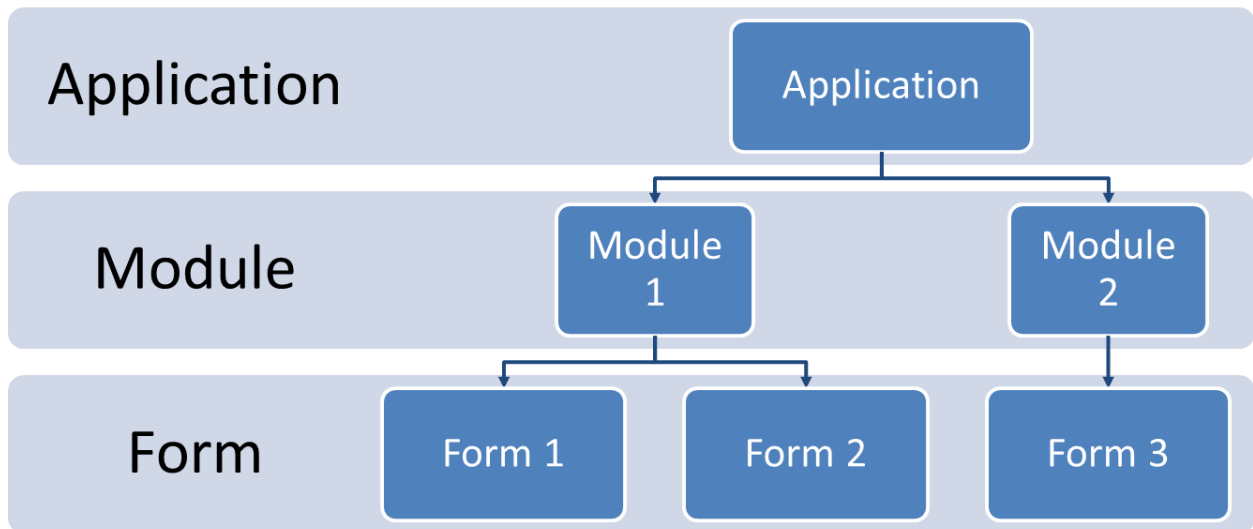 Application
Application
Module
Module
1
Module
2
Form
Form 1
Form 2
Form 3